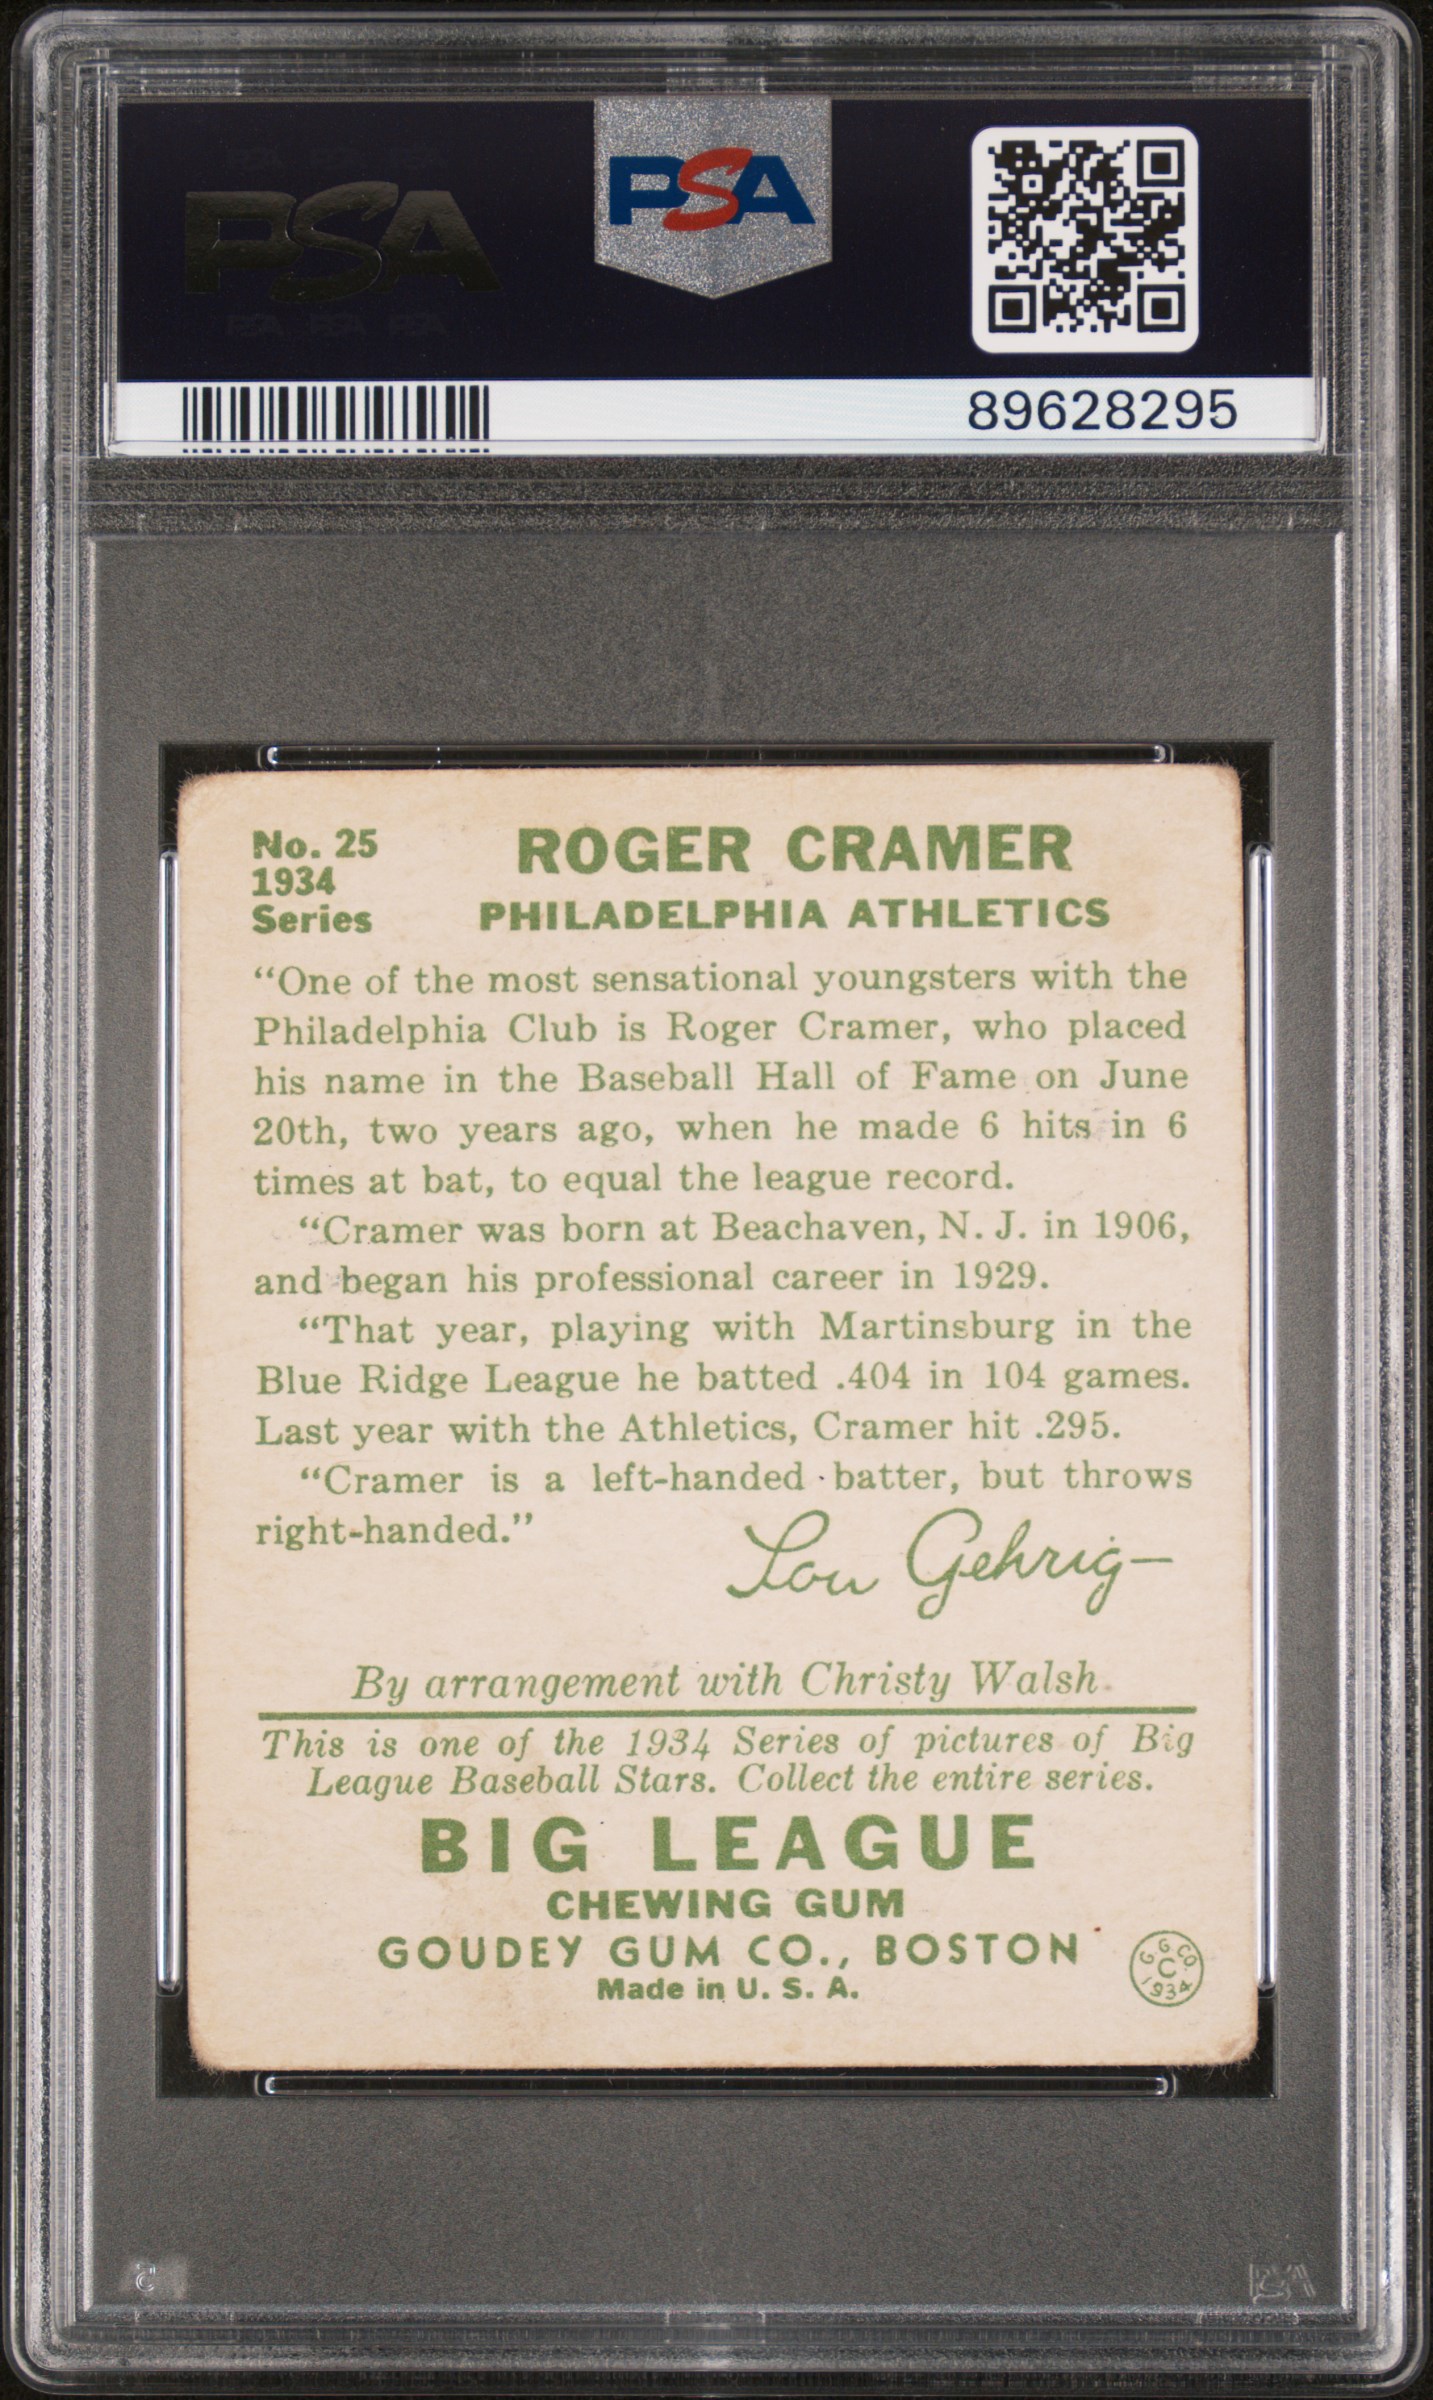 PSA
PSA
89628295
No. 25
1934
Series
ROGER CRAMER
PHILADELPHIA ATHLETICS
“One of the most sensational youngsters with the
Philadelphia Club is Roger Cramer, who placed
his name in the Baseball Hall of Fame on June
20th, two years ago, when he made 6 hits in 6
times at bat, to equal the league record.
“Cramer was born at Beachaven, N. J. in 1906,
and began his professional career in 1929.
“That year, playing with Martinsburg in the
Blue Ridge League he batted .404 in 104 games.
Last year with the Athletics, Cramer hit .295.
“Cramer is a left-handed batter, but throws
right-handed.”
Lou Gehrig
By arrangement with Christy Walsh
This is one of the 1934 Series of pictures of Big
League Baseball Stars. Collect the entire series.
BIG LEAGUE
CHEWING GUM
GOUDEY GUM CO., BOSTON
Made in U. S. A.
G. G. CO.
C
1934